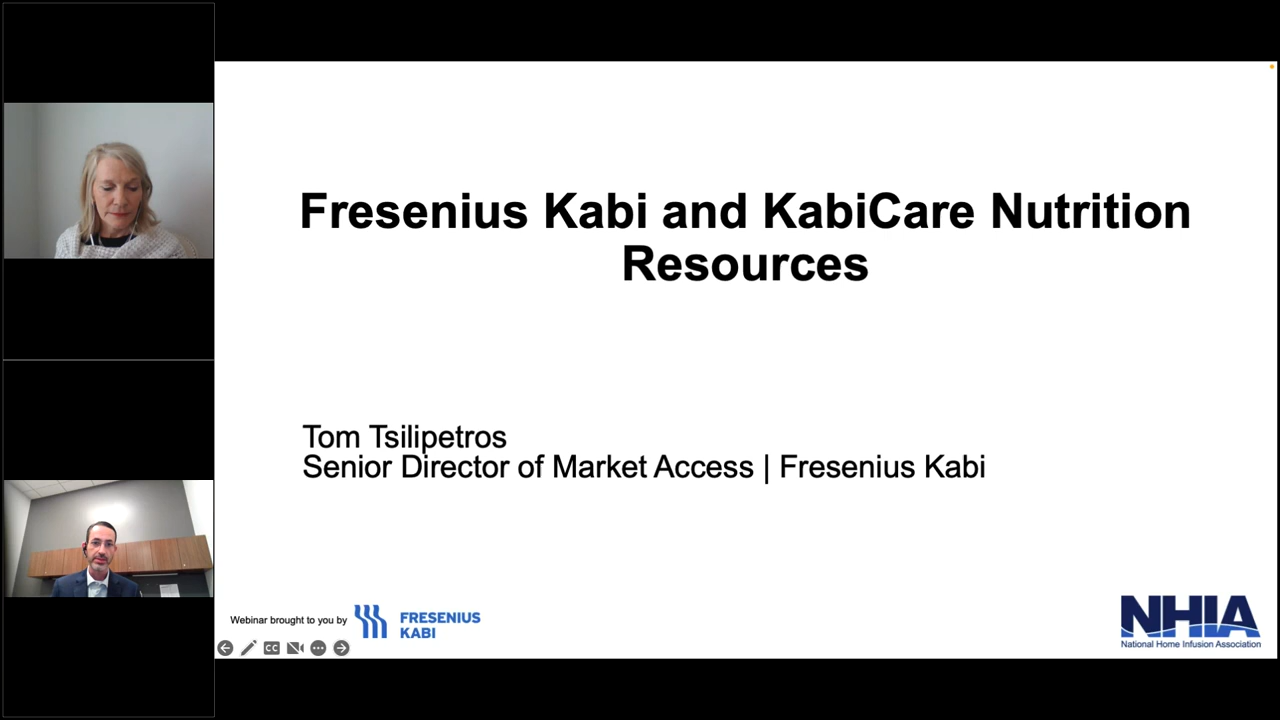 Fresenius Kabi and KabiCare Nutrition
Resources
Tom Tsilipetros
Senior Director of Market Access | Fresenius Kabi
Webinar brought to you by
FRESENIUS
KABI
CC
NHIA
National Home Infusion Association